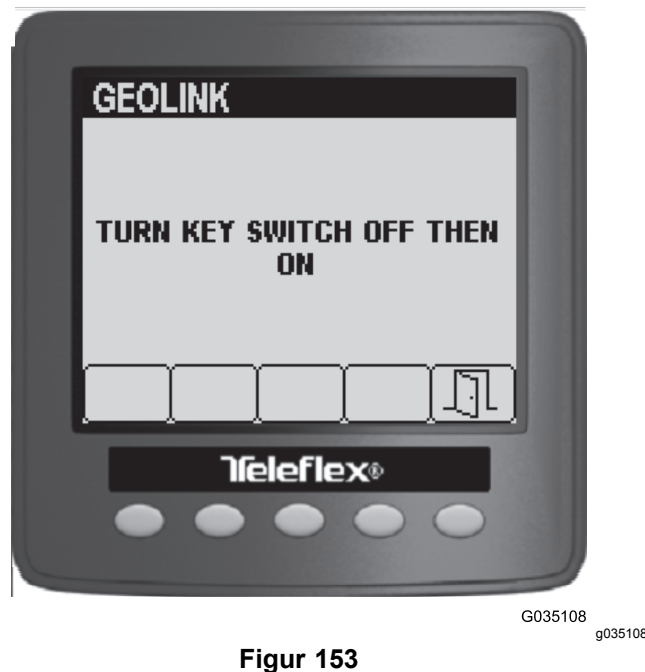 GEOLINK
TURN KEY SWITCH OFF THEN
ON
Teleflex®
G035108
g035108
Figur 153